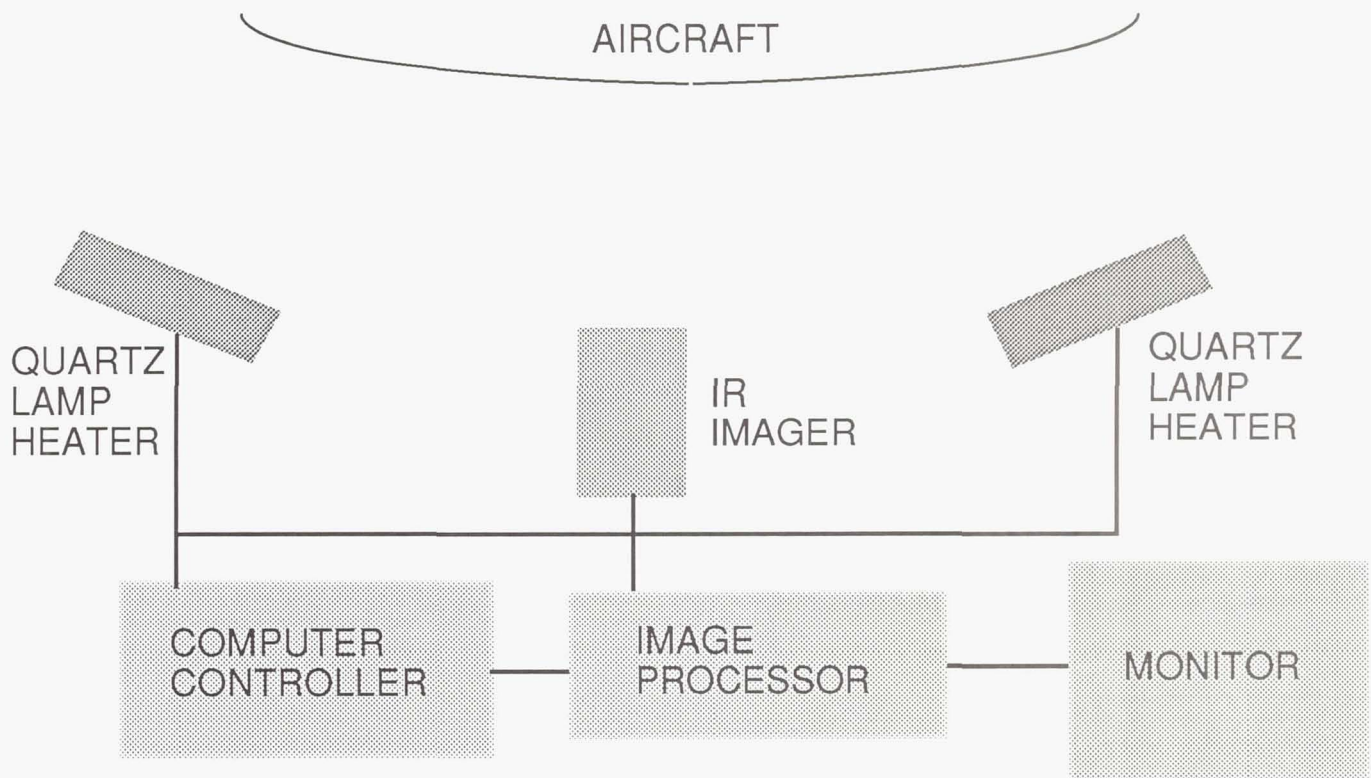 AIRCRAFT
QUARTZ
LAMP
HEATER
IR
IMAGER
QUARTZ
LAMP
HEATER
COMPUTER
CONTROLLER
IMAGE
PROCESSOR
MONITOR